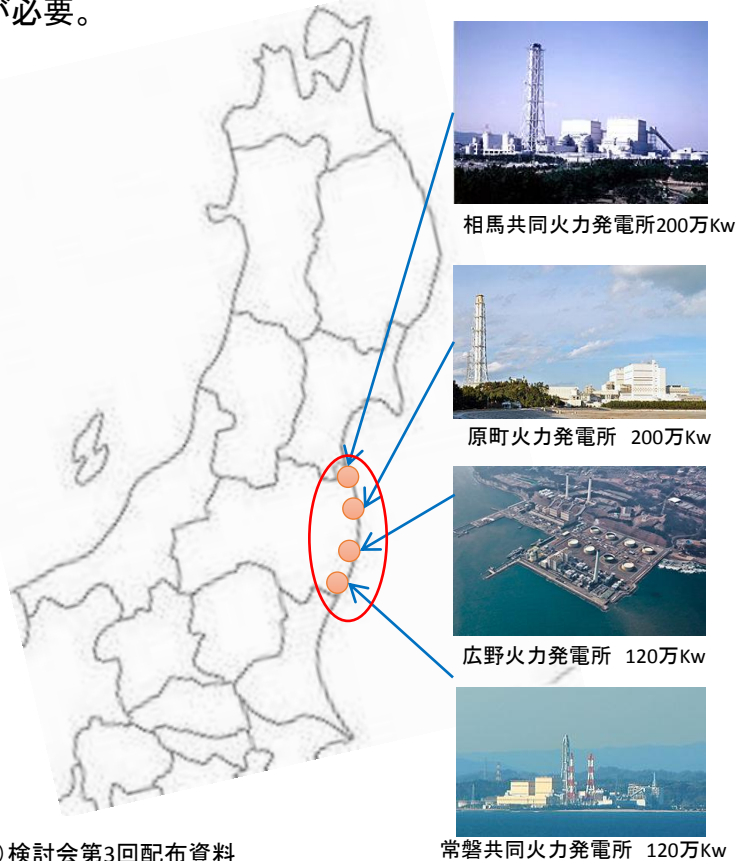 が必要。
相馬共同火力発電所200万Kw
原町火力発電所 200万Kw
広野火力発電所 120万Kw
常磐共同火力発電所 120万Kw
)検討会第3回配布資料